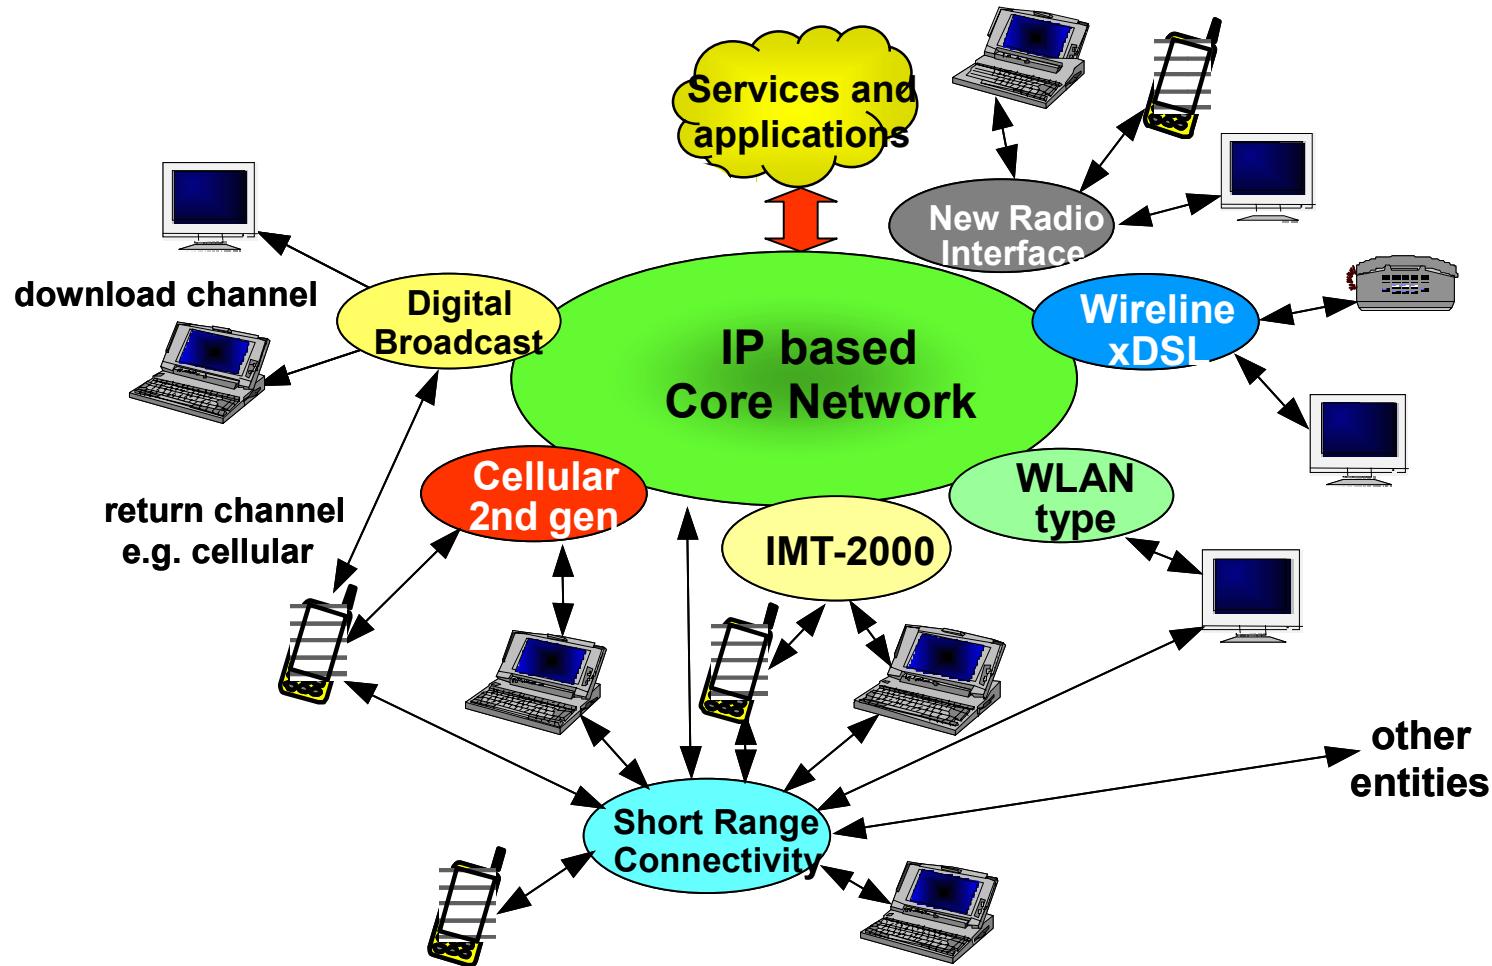 Services and
applications
New Radio
Interface
download channel
Digital
Broadcast
IP based
Core Network
Wireline
xDSL
Cellular
2nd gen
WLAN
type
return channel
e.g. cellular
IMT-2000
other
entities
Short Range
Connectivity